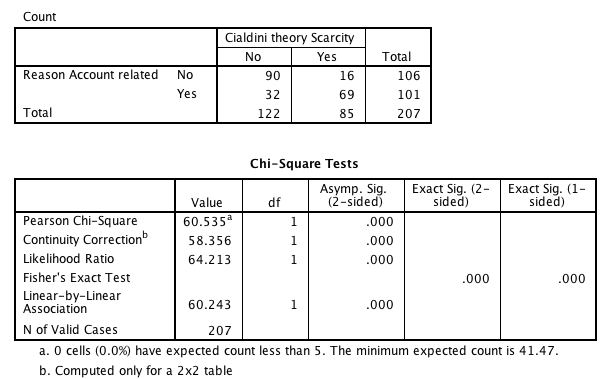 Count
Cialdini theory Scarcity
No Yes Total
Reason Account related No 90 16 106
Yes 32 69 101
Total 122 85 207
Chi-Square Tests
Value df Asymp. Sig. (2-sided) Exact Sig. (2-sided) Exact Sig. (1-sided)
Pearson Chi-Square 60.535a 1 .000
Continuity Correctionb 58.356 1 .000
Likelihood Ratio 64.213 1 .000
Fisher's Exact Test .000 .000
Linear-by-Linear Association 60.243 1 .000
N of Valid Cases 207
a. 0 cells (0.0%) have expected count less than 5. The minimum expected count is 41.47.
b. Computed only for a 2x2 table